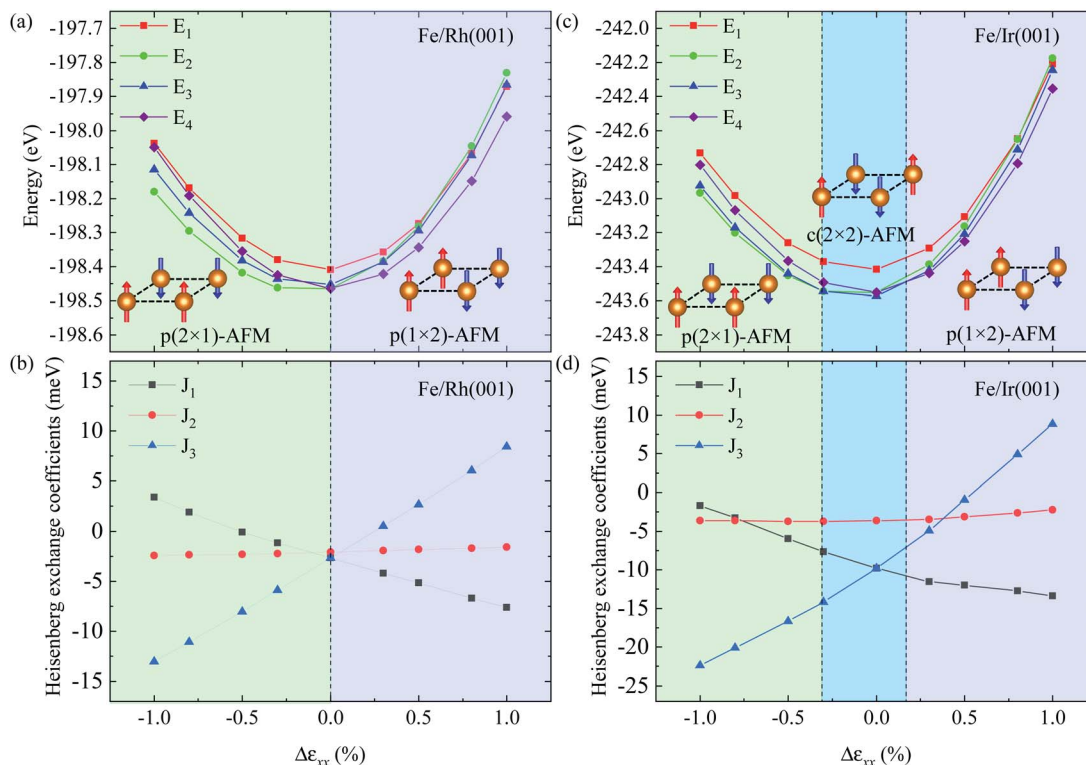 (a)
Fe/Rh(001)
E1
E2
E3
E4
-197.7
-197.8
-197.9
-198.0
-198.1
-198.2
-198.3
-198.4
-198.5
-198.6
Energy (eV)
p(2×1)-AFM
p(1×2)-AFM
(c)
Fe/Ir(001)
E1
E2
E3
E4
-242.0
-242.2
-242.4
-242.6
-242.8
-243.0
-243.2
-243.4
-243.6
-243.8
Energy (eV)
c(2×2)-AFM
p(2×1)-AFM
p(1×2)-AFM
(b)
Fe/Rh(001)
J1
J2
J3
15
10
5
0
-5
-10
-15
Heisenberg exchange coefficients (meV)
-1.0 -0.5 0.0 0.5 1.0
Δεxx (%)
(d)
Fe/Ir(001)
J1
J2
J3
15
10
5
0
-5
-10
-15
-20
-25
Heisenberg exchange coefficients (meV)
-1.0 -0.5 0.0 0.5 1.0
Δεxx (%)